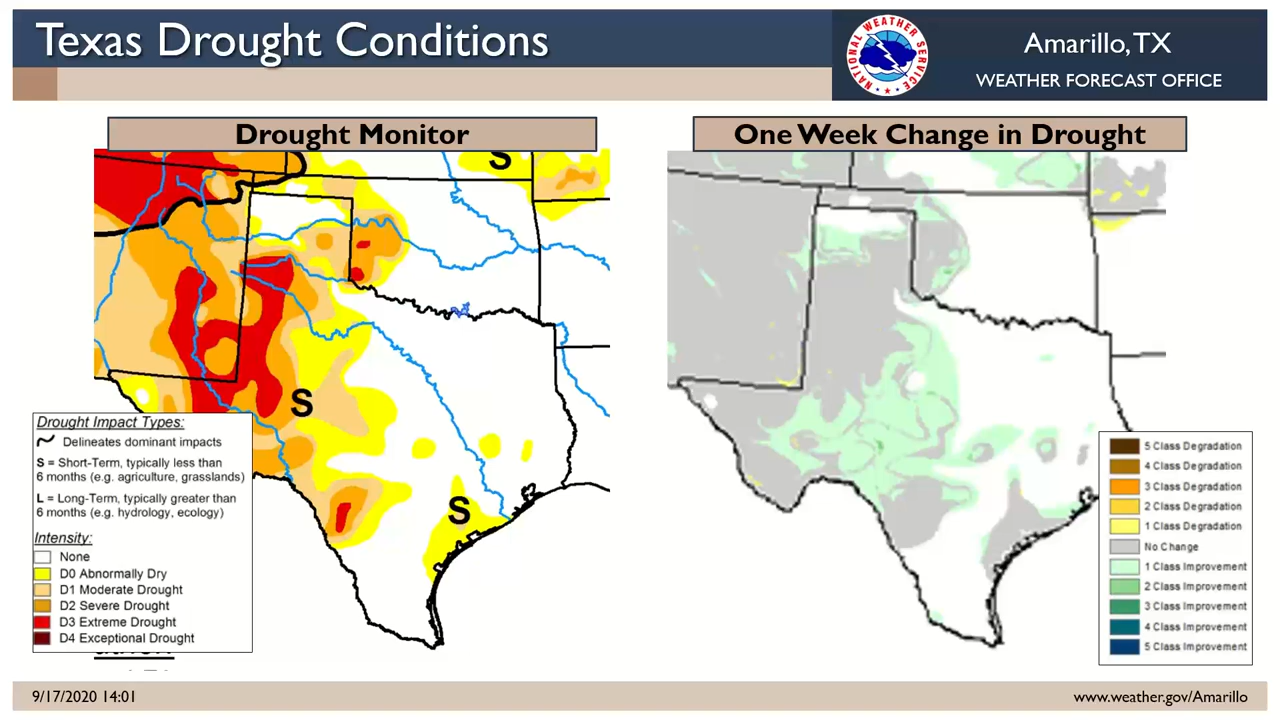 Texas Drought Conditions
NATIONAL WEATHER SERVICE
Amarillo, TX
WEATHER FORECAST OFFICE
Drought Monitor
One Week Change in Drought
S
S
S
Drought Impact Types:
Delineates dominant impacts
S = Short-Term, typically less than
6 months (e.g. agriculture, grasslands)
L = Long-Term, typically greater than
6 months (e.g. hydrology, ecology)
Intensity:
None
D0 Abnormally Dry
D1 Moderate Drought
D2 Severe Drought
D3 Extreme Drought
D4 Exceptional Drought
5 Class Degradation
4 Class Degradation
3 Class Degradation
2 Class Degradation
1 Class Degradation
No Change
1 Class Improvement
2 Class Improvement
3 Class Improvement
4 Class Improvement
5 Class Improvement
9/17/2020 14:01
www.weather.gov/Amarillo